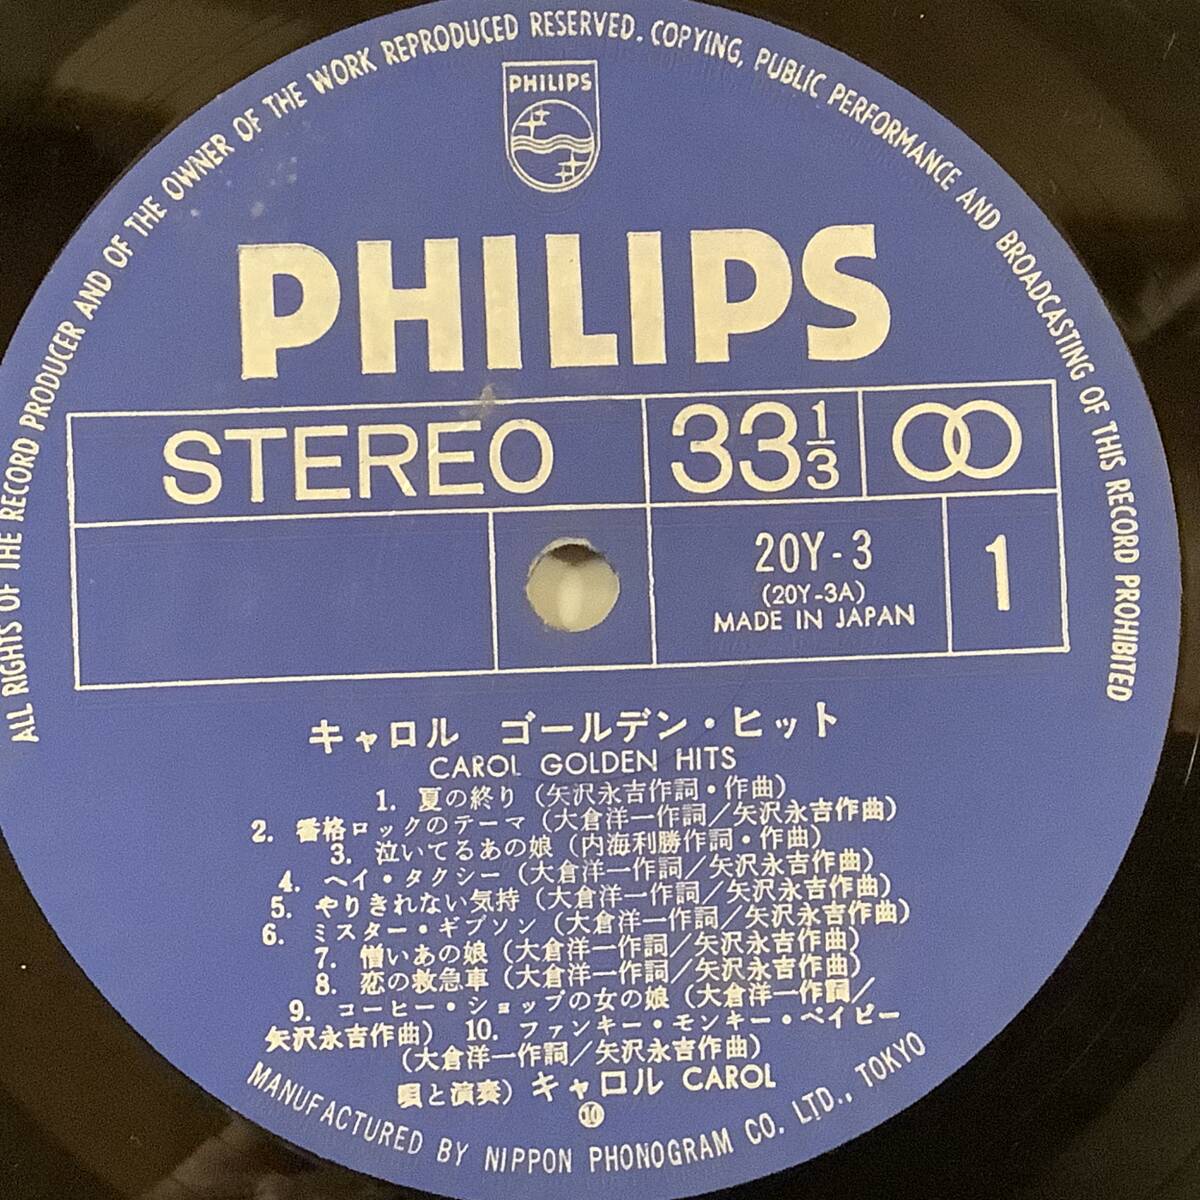 ALL RIGHTS OF THE RECORD PRODUCER AND OF THE OWNER OF THE WORK REPRODUCED RESERVED. COPYING, PUBLIC PERFORMANCE AND BROADCASTING OF THIS RECORD PROHIBITED
PHILIPS
PHILIPS
STEREO
33 1/3
20Y-3
(20Y-3A)
MADE IN JAPAN
1
キャロル ゴールデン・ヒット
CAROL GOLDEN HITS
1. 夏の終り (矢沢永吉作詞・作曲)
2. 番格ロックのテーマ (大倉洋一作詞/矢沢永吉作曲)
3. 泣いてるあの娘 (内海利勝作詞・作曲)
4. ヘイ・タクシー (大倉洋一作詞/矢沢永吉作曲)
5. やりきれない気持 (大倉洋一作詞/矢沢永吉作曲)
6. ミスター・ギブソン (大倉洋一作詞/矢沢永吉作曲)
7. 憎いあの娘 (大倉洋一作詞/矢沢永吉作曲)
8. 恋の救急車 (大倉洋一作詞/矢沢永吉作曲)
9. コーヒー・ショップの女の娘 (大倉洋一作詞/
矢沢永吉作曲) 10. ファンキー・モンキー・ベイビー
(大倉洋一作詞/矢沢永吉作曲)
唄と演奏) キャロル CAROL
⑩
MANUFACTURED BY NIPPON PHONOGRAM CO. LTD., TOKYO